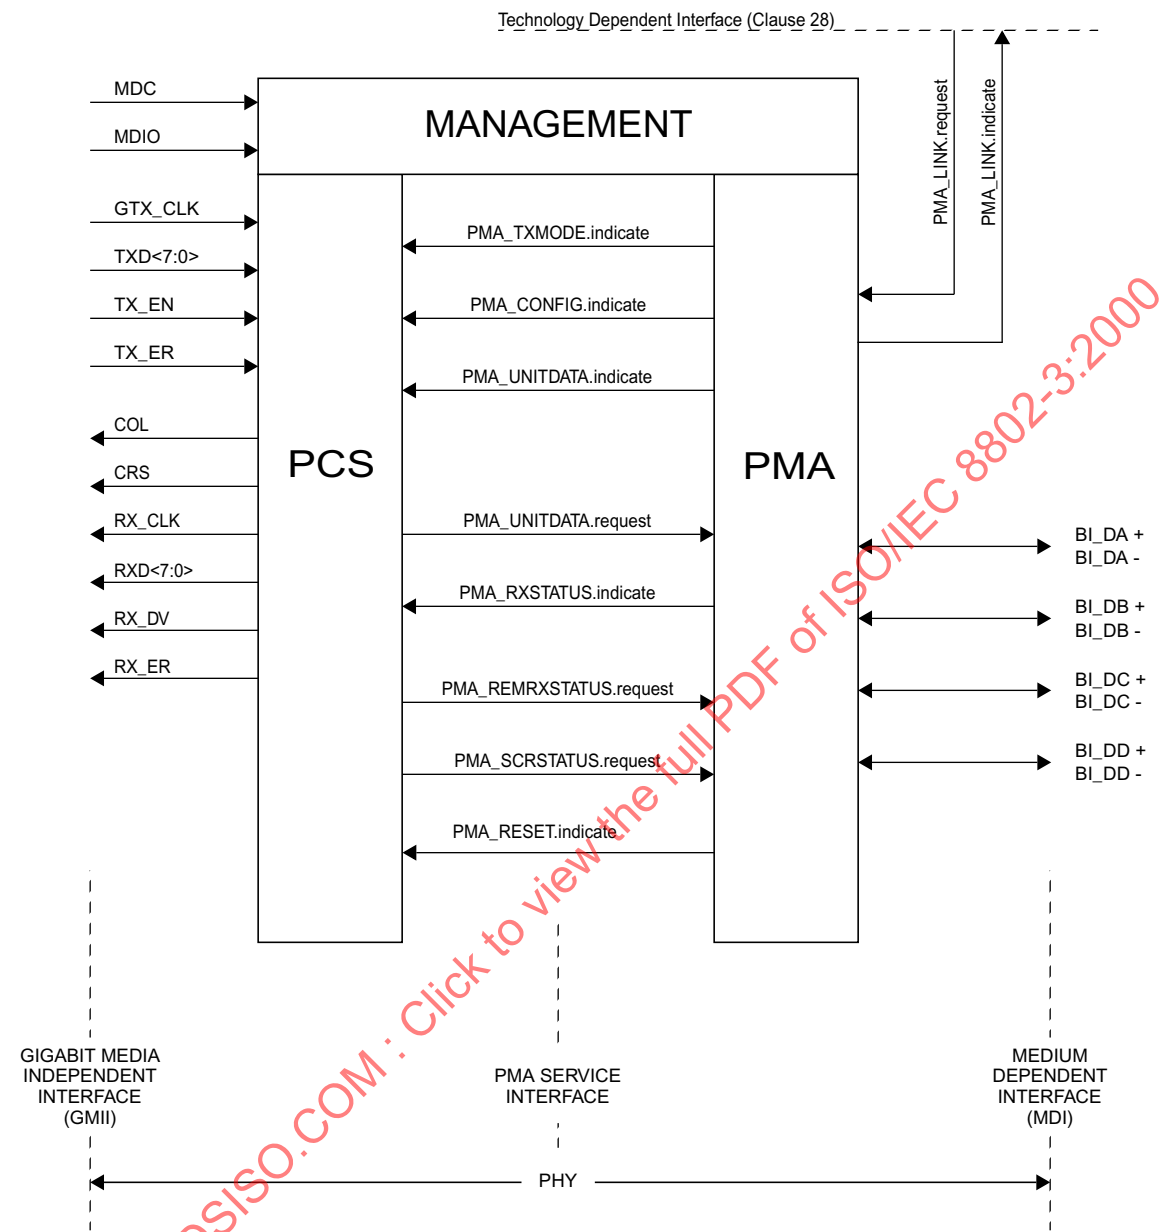 Technology Dependent Interface (Clause 28)
MDC
MDIO
MANAGEMENT
PMA_LINK.request
PMA_LINK.indicate
GTX_CLK
TXD<7:0>
TX_EN
TX_ER
COL
CRS
RX_CLK
RXD<7:0>
RX_DV
RX_ER
PCS
PMA_TXMODE.indicate
PMA_CONFIG.indicate
PMA_UNITDATA.indicate
PMA_UNITDATA.request
PMA_RXSTATUS.indicate
PMA_REMRXSTATUS.request
PMA_SCRSTATUS.request
PMA_RESET.indicate
PMA
BI_DA +
BI_DA -
BI_DB +
BI_DB -
BI_DC +
BI_DC -
BI_DD +
BI_DD -
GIGABIT MEDIA
INDEPENDENT
INTERFACE
(GMII)
PMA SERVICE
INTERFACE
MEDIUM
DEPENDENT
INTERFACE
(MDI)
PHY
OSISO.COM : Click to view the full PDF of ISO/IEC 8802-3:2000